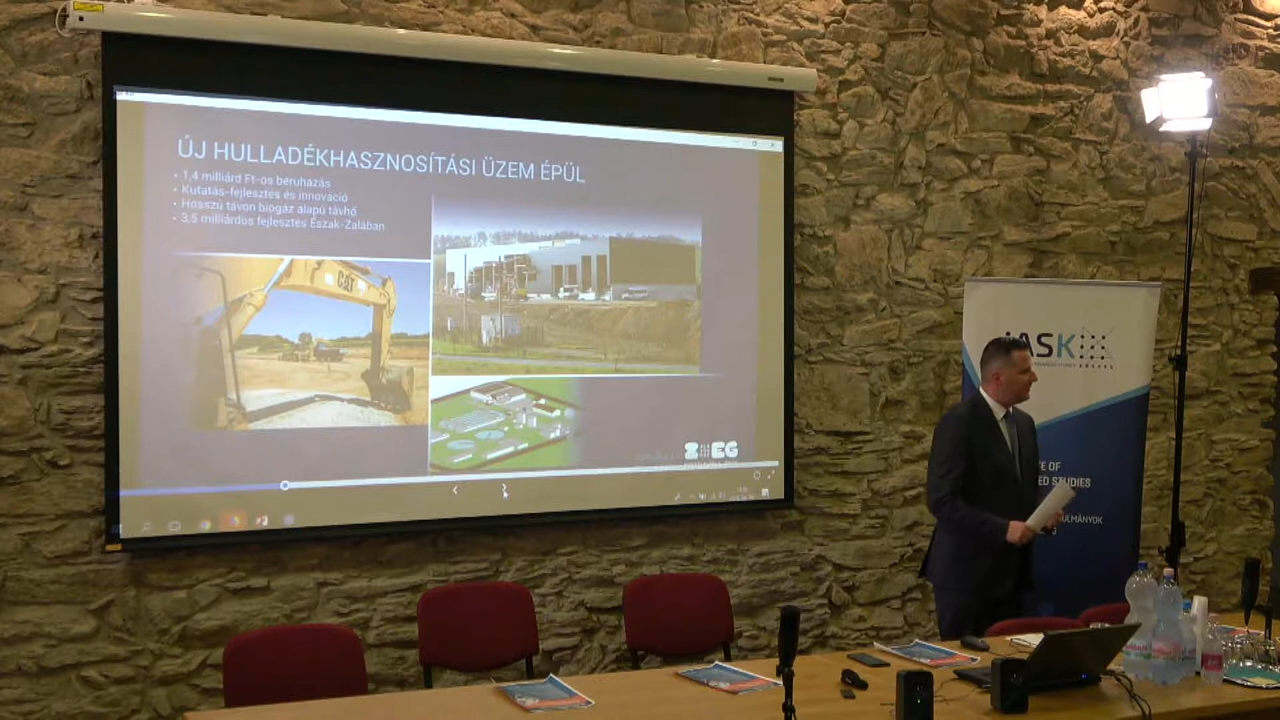 ÚJ HULLADÉKHASZNOSÍTÁSI ÜZEM ÉPÜL
• 1,4 milliárd Ft-os beruházás
• Kutatás-fejlesztés és innováció
• Hosszú távon biogáz alapú távhő
• 3,5 milliárdos fejlesztés Észak-Zalában
CAT
iASK
KŐSZEG